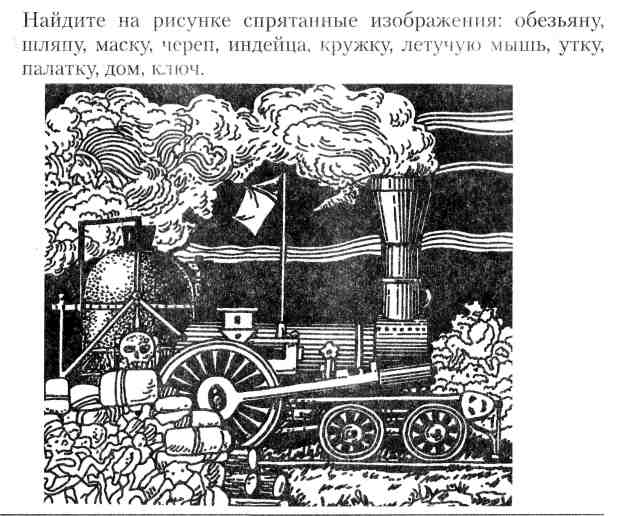 Найдите на рисунке спрятанные изображения: обезьяну,
шляпу, маску, череп, индейца, кружку, летучую мышь, утку,
палатку, дом, ключ.